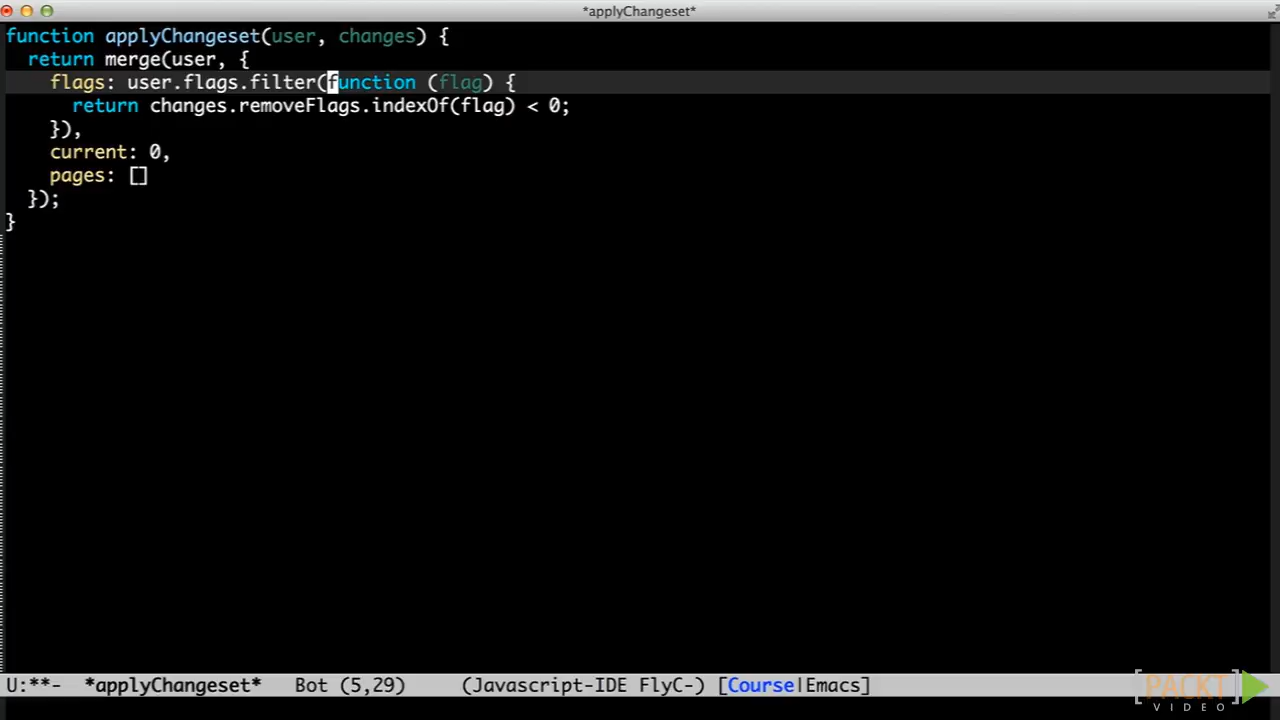 *applyChangeset*
function applyChangeset(user, changes) {
  return merge(user, {
    flags: user.flags.filter(function (flag) {
      return changes.removeFlags.indexOf(flag) < 0;
    }),
    current: 0,
    pages: []
  });
}
U:**-  *applyChangeset*   Bot (5,29)     (Javascript-IDE FlyC-) [Course|Emacs]
[PACKT]
VIDEO